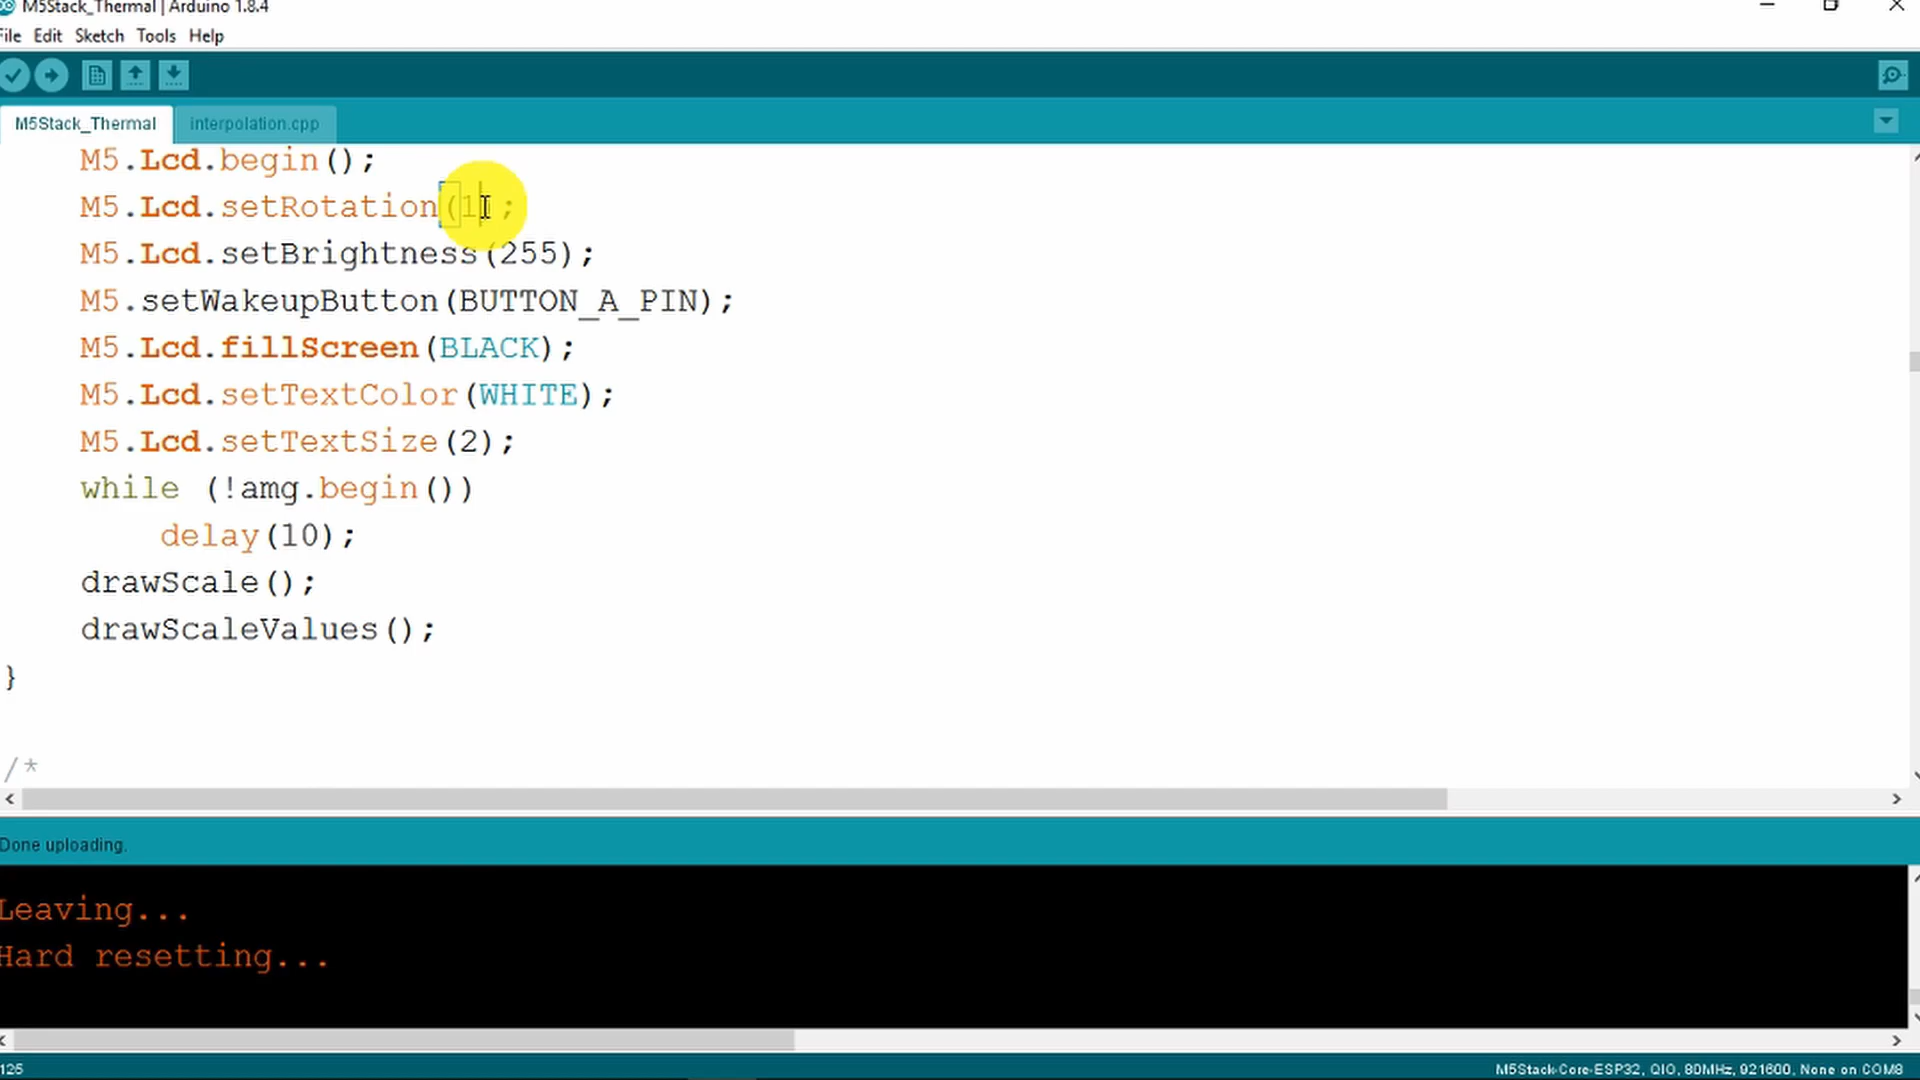 M5Stack_Thermal | Arduino 1.8.4
File Edit Sketch Tools Help
M5Stack_Thermal interpolation.cpp
M5.Lcd.begin();
M5.Lcd.setRotation(1);
M5.Lcd.setBrightness(255);
M5.setWakeupButton(BUTTON_A_PIN);
M5.Lcd.fillScreen(BLACK);
M5.Lcd.setTextColor(WHITE);
M5.Lcd.setTextSize(2);
while (!amg.begin())
delay(10);
drawScale();
drawScaleValues();
}
/*
Done uploading.
Leaving...
Hard resetting...
125 M5Stack-Core-ESP32, QIO, 80MHz, 921600, None on COM8